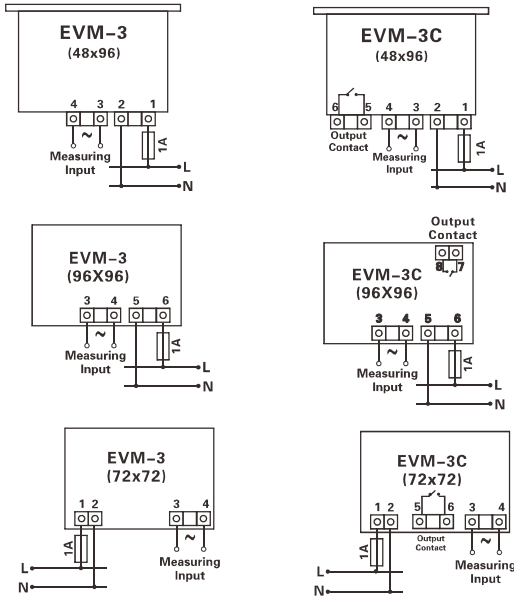 EVM-3
(48x96)
4 3 2 1
~
1A
Measuring
Input
L
N
EVM-3C
(48x96)
6 5 4 3 2 1
Output
Contact
~
1A
Measuring
Input
L
N
EVM-3
(96X96)
3 4 5 6
~
1A
Measuring
Input
L
N
Output
Contact
8 7
EVM-3C
(96X96)
3 4 5 6
~
1A
Measuring
Input
L
N
EVM-3
(72x72)
1 2 3 4
1A
~
Measuring
Input
L
N
EVM-3C
(72x72)
1 2 5 6 3 4
Output
Contact
1A
~
Measuring
Input
L
N